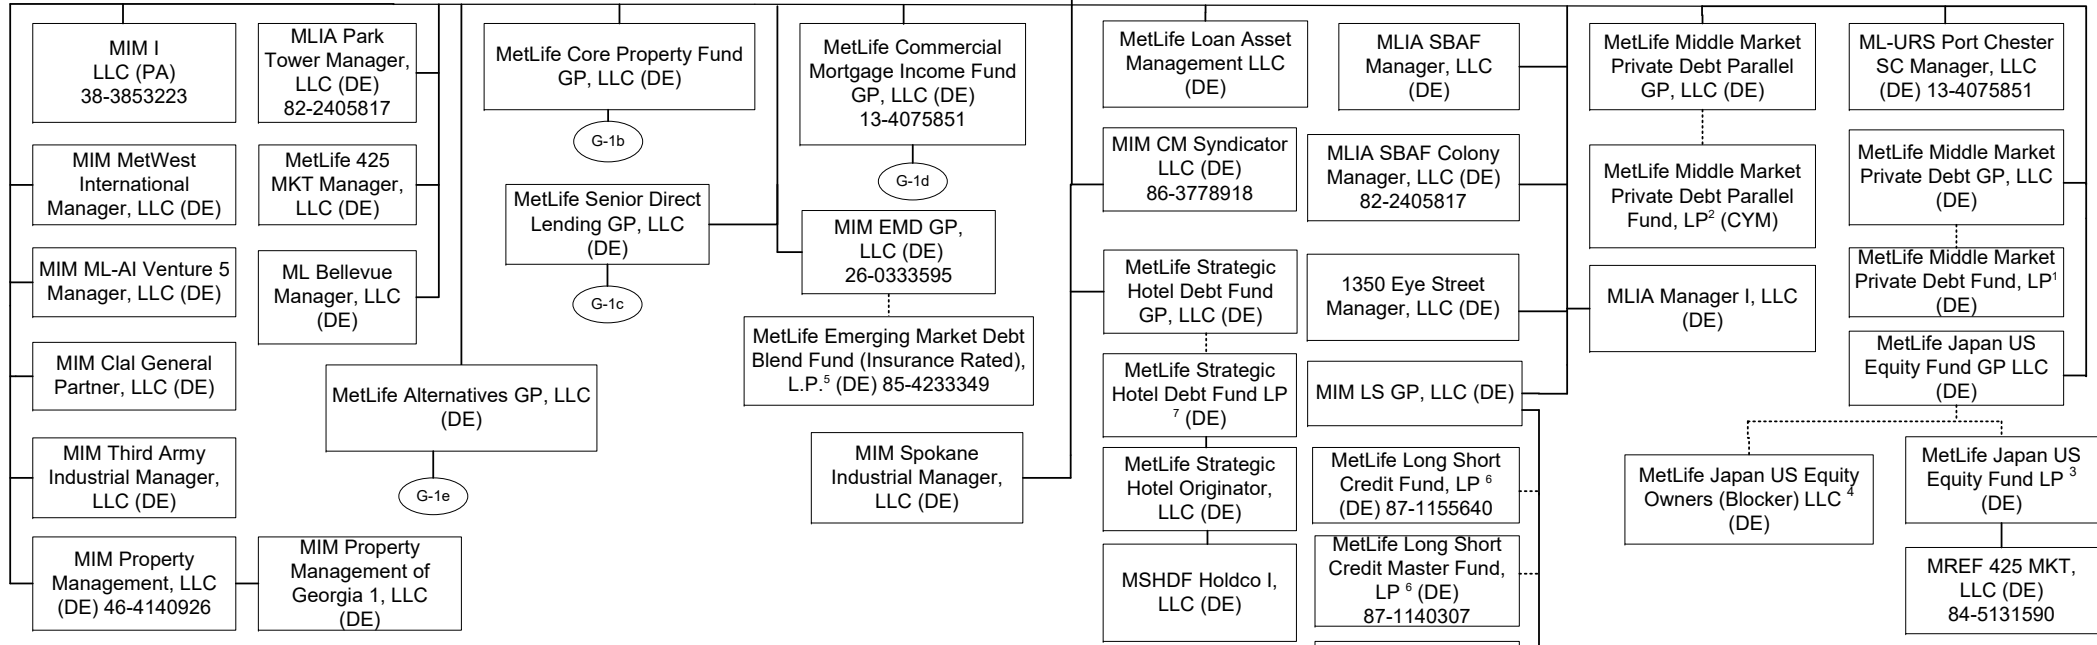 MIM I
LLC (PA)
38-3853223
MIM MetWest
International
Manager, LLC (DE)
MIM ML-AI Venture 5
Manager, LLC (DE)
MIM Clal General
Partner, LLC (DE)
MIM Third Army
Industrial Manager,
LLC (DE)
MIM Property
Management, LLC
(DE) 46-4140926
MLIA Park
Tower Manager,
LLC (DE)
82-2405817
MetLife 425
MKT Manager,
LLC (DE)
ML Bellevue
Manager, LLC
(DE)
MetLife Alternatives GP, LLC
(DE)
G-1e
MIM Property
Management of
Georgia 1, LLC
(DE)
MetLife Core Property Fund
GP, LLC (DE)
G-1b
MetLife Senior Direct
Lending GP, LLC
(DE)
G-1c
MetLife Commercial
Mortgage Income Fund
GP, LLC (DE)
13-4075851
G-1d
MIM EMD GP,
LLC (DE)
26-0333595
MetLife Emerging Market Debt
Blend Fund (Insurance Rated),
L.P.⁵ (DE) 85-4233349
MIM Spokane
Industrial Manager,
LLC (DE)
MetLife Loan Asset
Management LLC
(DE)
MIM CM Syndicator
LLC (DE)
86-3778918
MetLife Strategic
Hotel Debt Fund
GP, LLC (DE)
MetLife Strategic
Hotel Debt Fund LP
⁷ (DE)
MetLife Strategic
Hotel Originator,
LLC (DE)
MSHDF Holdco I,
LLC (DE)
MLIA SBAF
Manager, LLC
(DE)
MLIA SBAF Colony
Manager, LLC (DE)
82-2405817
1350 Eye Street
Manager, LLC (DE)
MIM LS GP, LLC (DE)
MetLife Long Short
Credit Fund, LP ⁶
(DE) 87-1155640
MetLife Long Short
Credit Master Fund,
LP ⁶ (DE)
87-1140307
MetLife Middle Market
Private Debt Parallel
GP, LLC (DE)
MetLife Middle Market
Private Debt Parallel
Fund, LP² (CYM)
MLIA Manager I, LLC
(DE)
ML-URS Port Chester
SC Manager, LLC
(DE) 13-4075851
MetLife Middle Market
Private Debt GP, LLC
(DE)
MetLife Middle Market
Private Debt Fund, LP¹
(DE)
MetLife Japan US
Equity Fund GP LLC
(DE)
MetLife Japan US Equity
Owners (Blocker) LLC ⁴
(DE)
MetLife Japan US
Equity Fund LP ³
(DE)
MREF 425 MKT,
LLC (DE)
84-5131590